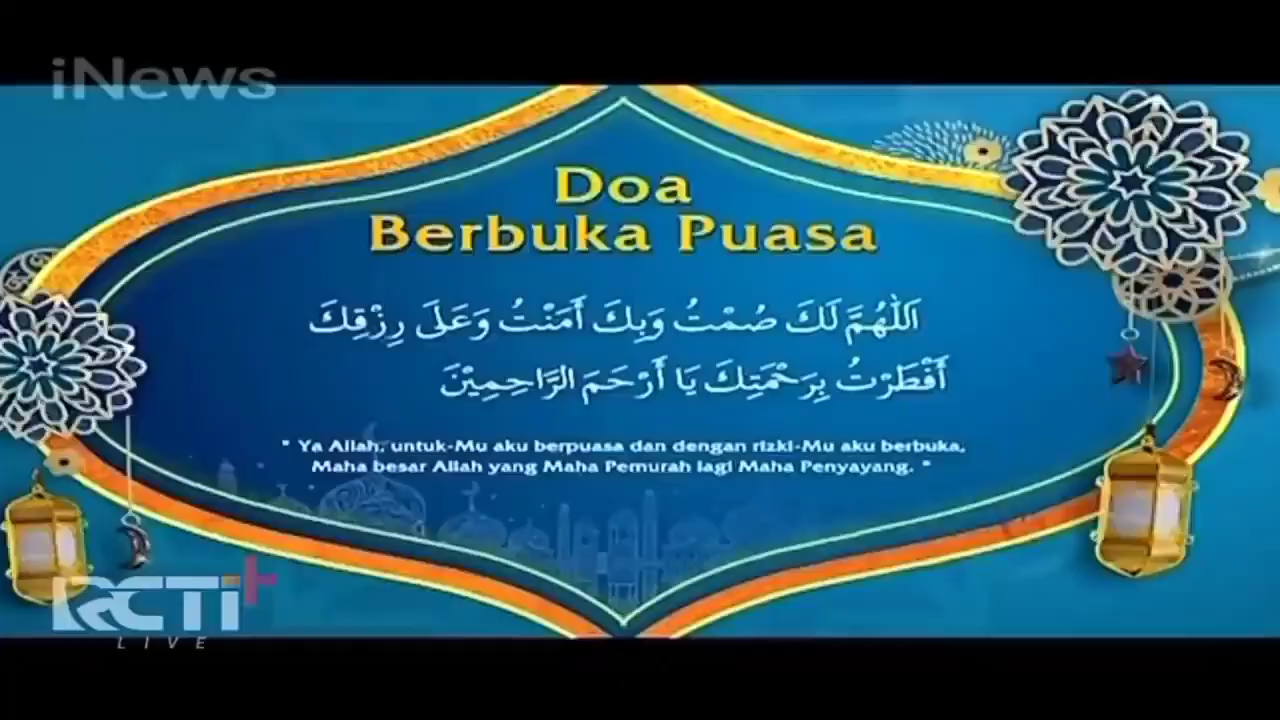 iNews
Doa
Berbuka Puasa
اَللّٰهُمَّ لَكَ صُمْتُ وَبِكَ أَمَنْتُ وَعَلَى رِزْقِكَ
أَفْطَرْتُ بِرَحْمَتِكَ يَا أَرْحَمَ الرَّاحِمِيْنَ
" Ya Allah, untuk-Mu aku berpuasa dan dengan rizki-Mu aku berbuka,
Maha besar Allah yang Maha Pemurah lagi Maha Penyayang. "
RCTI+
LIVE